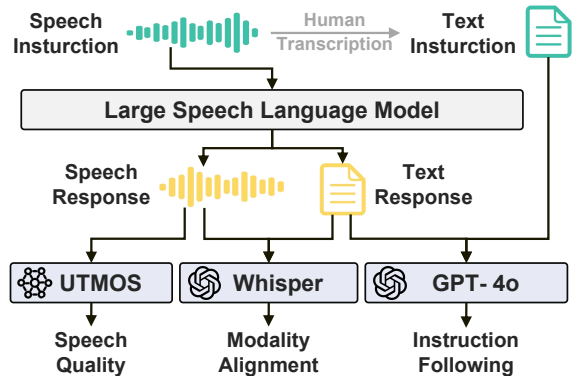 Speech
Insturction
Human
Transcription
Text
Insturction
Large Speech Language Model
Speech
Response
Text
Response
UTMOS
Whisper
GPT- 4o
Speech
Quality
Modality
Alignment
Instruction
Following